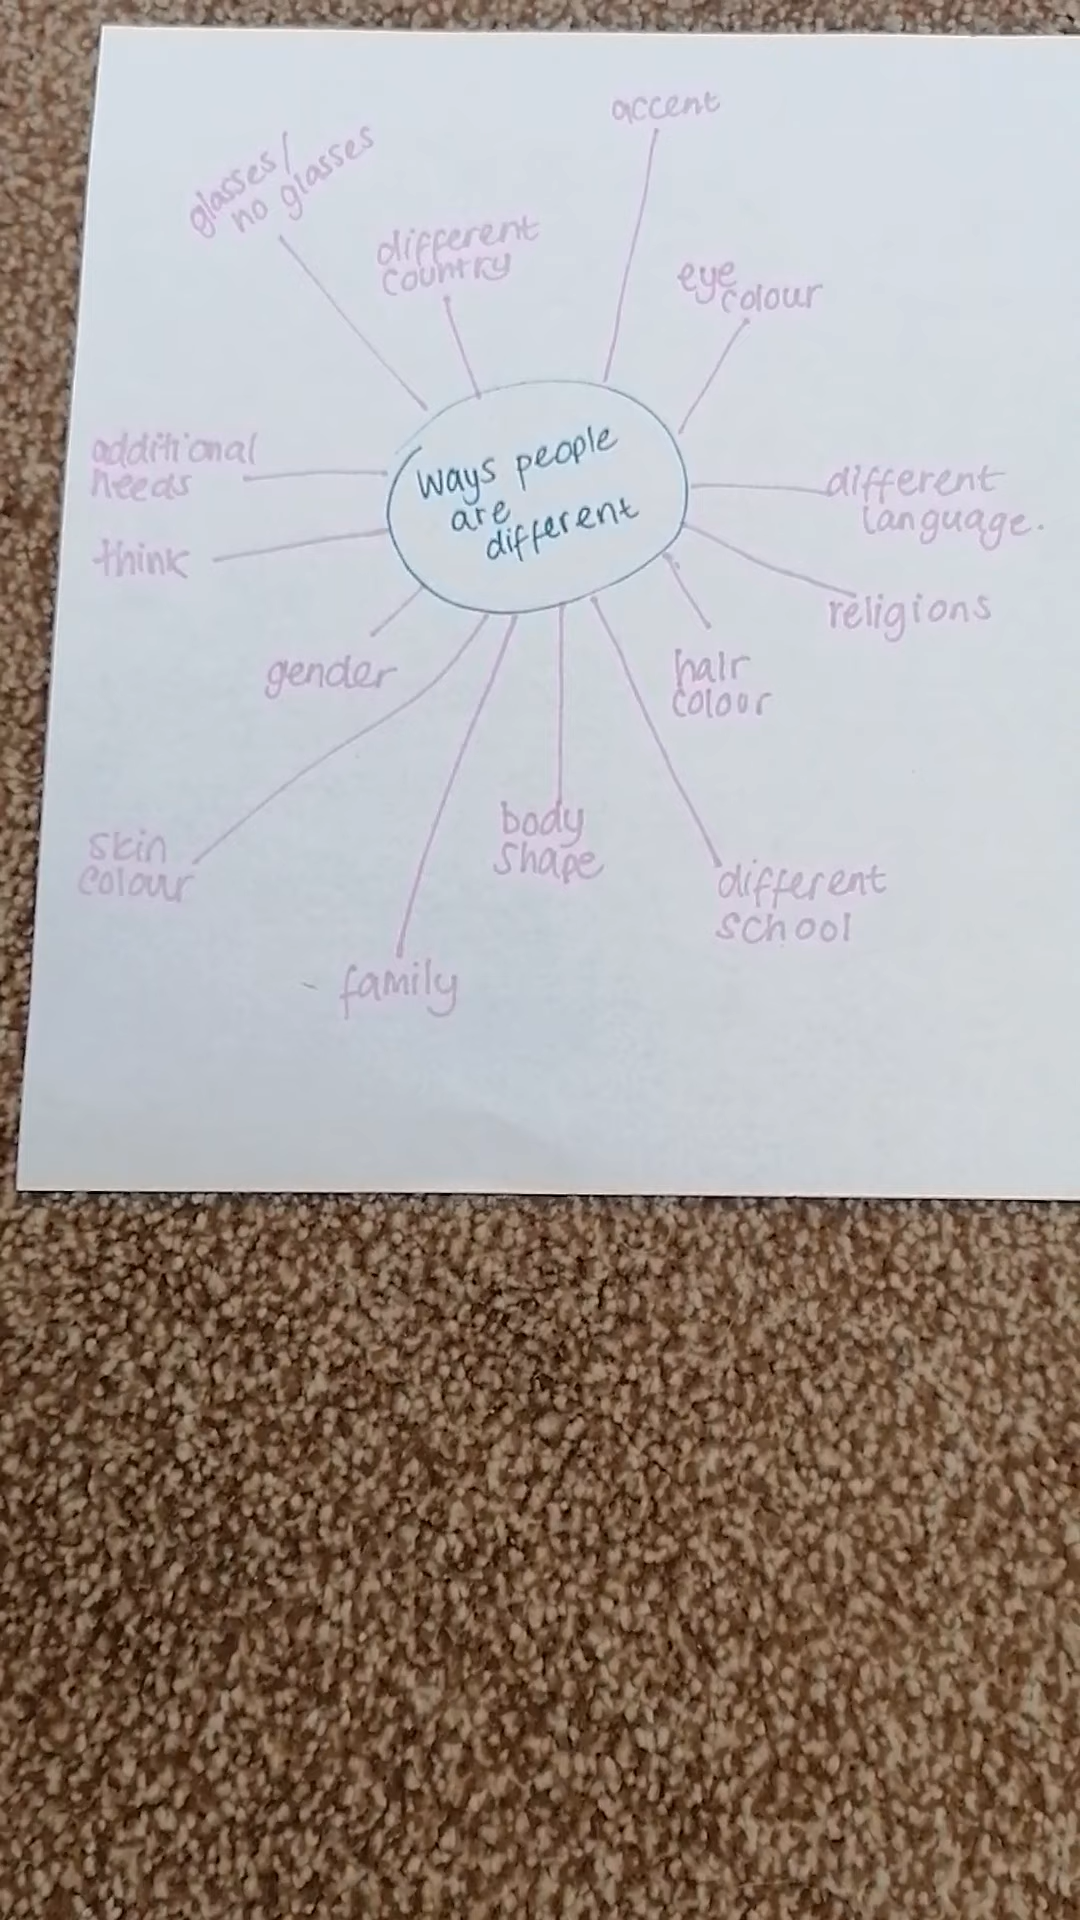 accent
glasses/
no glasses
different
country
eye
colour
ways people
are
different
additional
needs
different
language.
think
religions
gender
hair
colour
body
shape
skin
colour
different
school
family